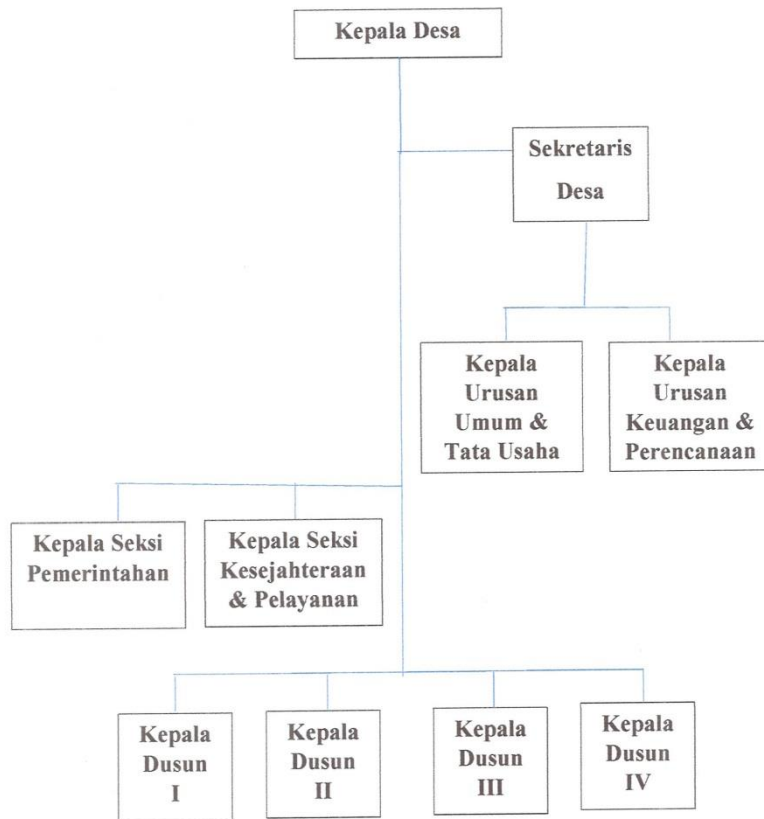 Kepala Desa
Sekretaris
Desa
Kepala
Urusan
Umum &
Tata Usaha
Kepala
Urusan
Keuangan &
Perencanaan
Kepala Seksi
Pemerintahan
Kepala Seksi
Kesejahteraan
& Pelayanan
Kepala
Dusun
I
Kepala
Dusun
II
Kepala
Dusun
III
Kepala
Dusun
IV